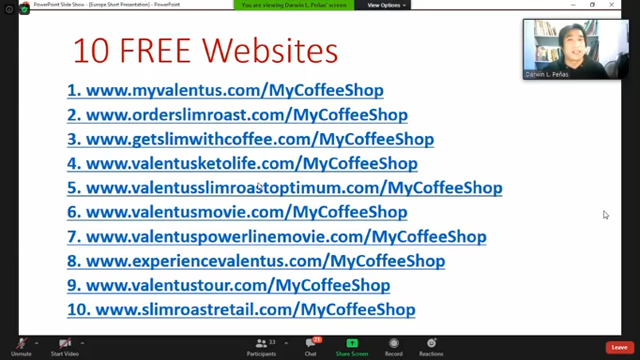 PowerPoint Slide Show - [Europe Short Presentation] - PowerPoint
You are viewing Darwin L. Peñas' screen
View Options
10 FREE Websites
Darwin L. Peñas
1. www.myvalentus.com/MyCoffeeShop
2. www.orderslimroast.com/MyCoffeeShop
3. www.getslimwithcoffee.com/MyCoffeeShop
4. www.valentusketolife.com/MyCoffeeShop
5. www.valentusslimroastoptimum.com/MyCoffeeShop
6. www.valentusmovie.com/MyCoffeeShop
7. www.valentuspowerlinemovie.com/MyCoffeeShop
8. www.experiencevalentus.com/MyCoffeeShop
9. www.valentustour.com/MyCoffeeShop
10. www.slimroastretail.com/MyCoffeeShop
Unmute
Start Video
33
Participants
21
Chat
Share Screen
Record
Reactions
Leave